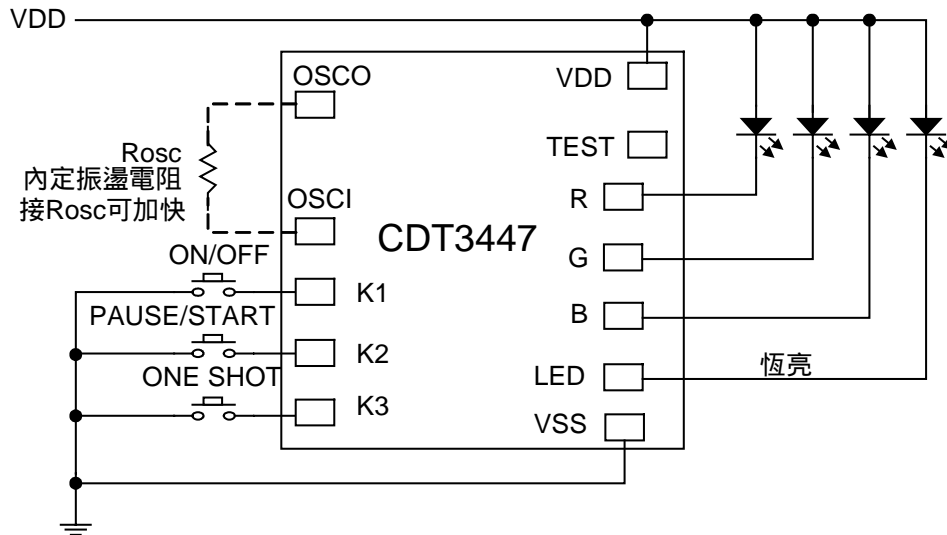 VDD
OSCO
VDD
TEST
Rosc
內定振盪電阻
接Rosc可加快
OSCI
R
CDT3447
ON/OFF
G
K1
PAUSE/START
B
K2
ONE SHOT
LED
恆亮
K3
VSS